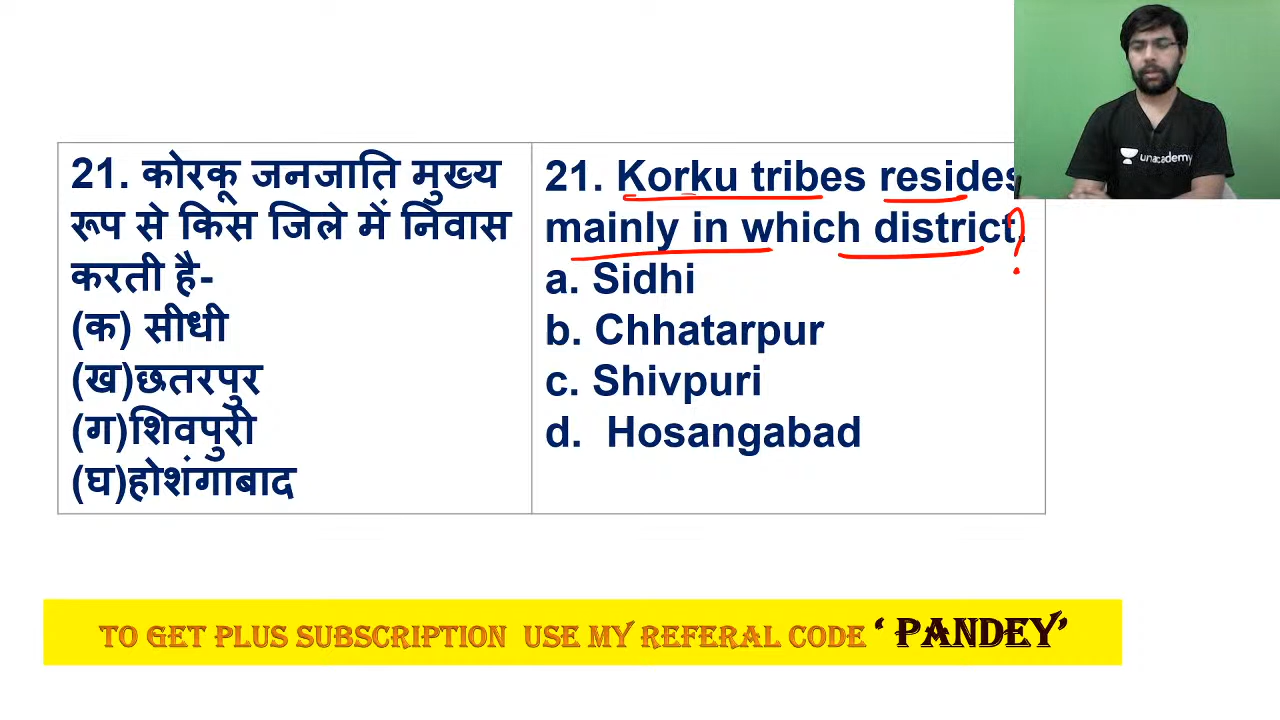 21. कोरकू जनजाति मुख्य
रूप से किस जिले में निवास
करती है-
(क) सीधी
(ख)छतरपुर
(ग)शिवपुरी
(घ)होशंगाबाद
21. Korku tribes resides
mainly in which district.
?
a. Sidhi
b. Chhatarpur
c. Shivpuri
d. Hosangabad
unacademy
TO GET PLUS SUBSCRIPTION USE MY REFERAL CODE ‘ PANDEY’